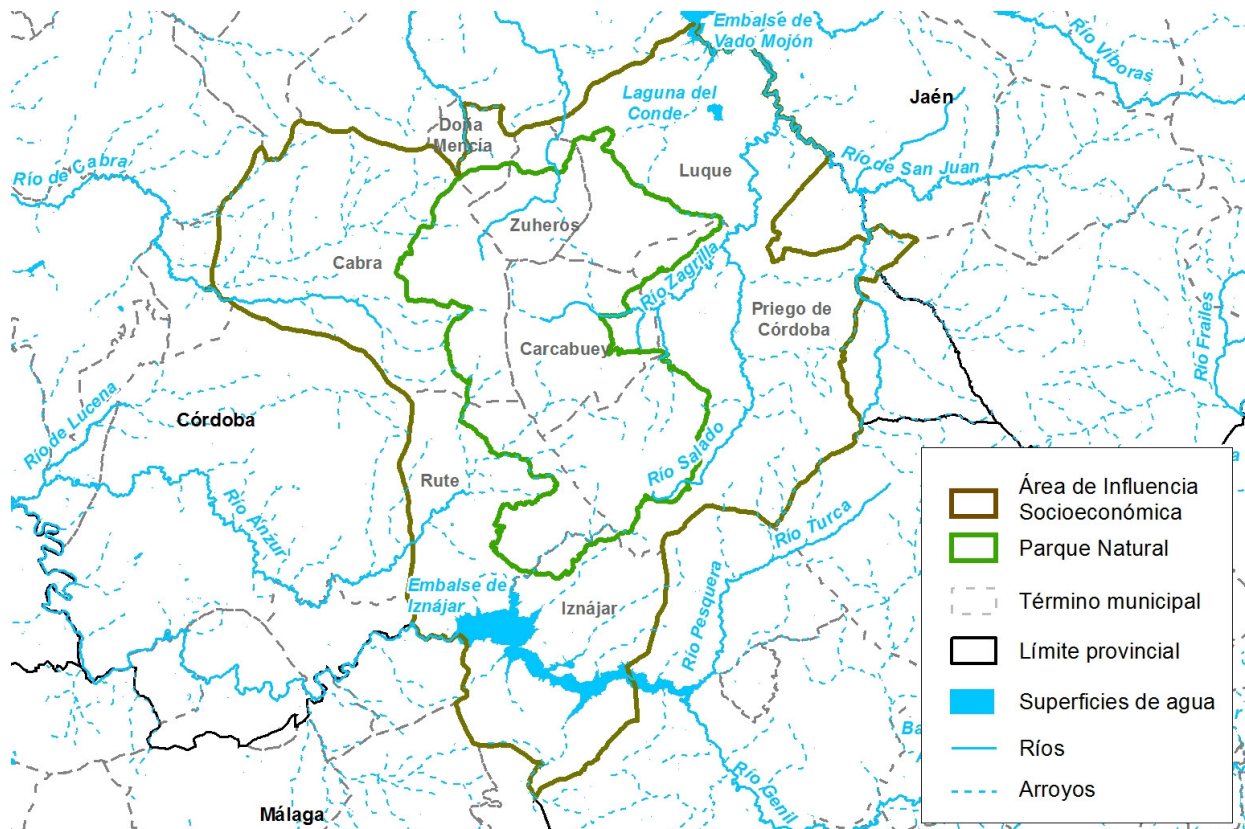 Embalse de
Vado Mojón
Río Víboras
Laguna del
Conde
Jaén
Doña
Mencía
Río de Cabra
Luque
Río de San Juan
Zuheros
Cabra
Río Zagrilla
Priego de
Córdoba
Río Frailes
Carcabuey
Río de Lucena
Córdoba
Rute
Río Salado
Río Anzur
Río Turca
Embalse de
Iznájar
Iznájar
Río Pesquera
Río Genil
Málaga
Ba
Área de Influencia
Socioeconómica
Parque Natural
Término municipal
Límite provincial
Superficies de agua
Ríos
Arroyos